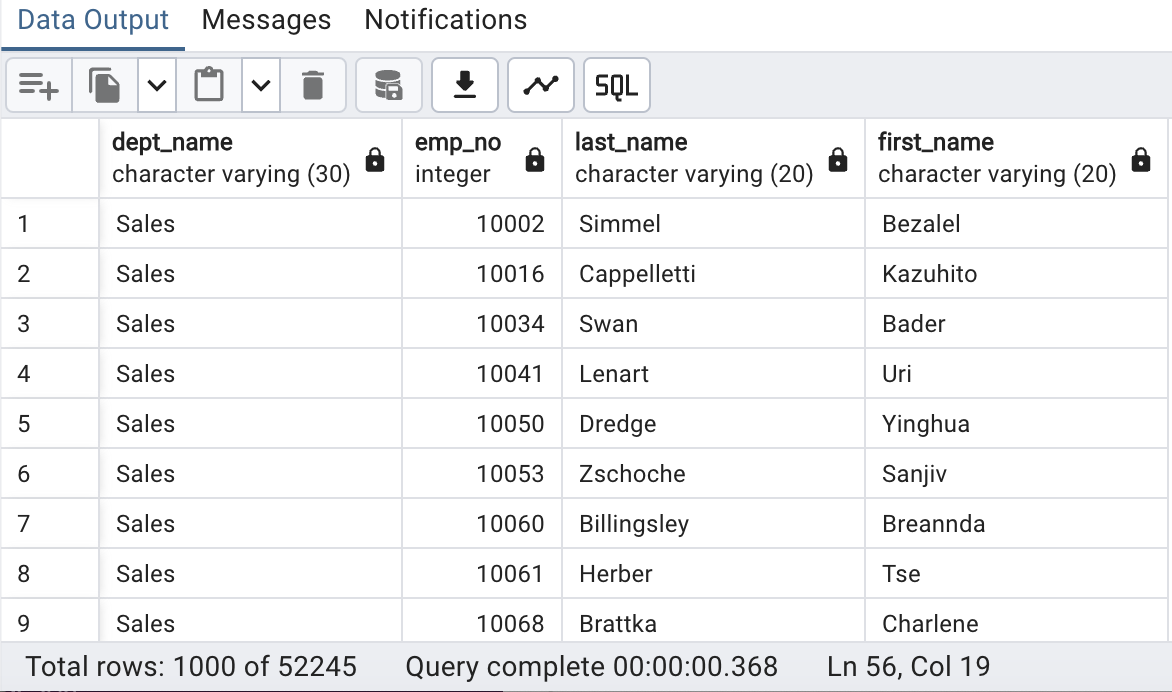 Data Output Messages Notifications
SQL
dept_name emp_no last_name first_name
character varying (30) integer character varying (20) character varying (20)
1 Sales 10002 Simmel Bezalel
2 Sales 10016 Cappelletti Kazuhito
3 Sales 10034 Swan Bader
4 Sales 10041 Lenart Uri
5 Sales 10050 Dredge Yinghua
6 Sales 10053 Zschoche Sanjiv
7 Sales 10060 Billingsley Breannda
8 Sales 10061 Herber Tse
9 Sales 10068 Brattka Charlene
Total rows: 1000 of 52245 Query complete 00:00:00.368 Ln 56, Col 19